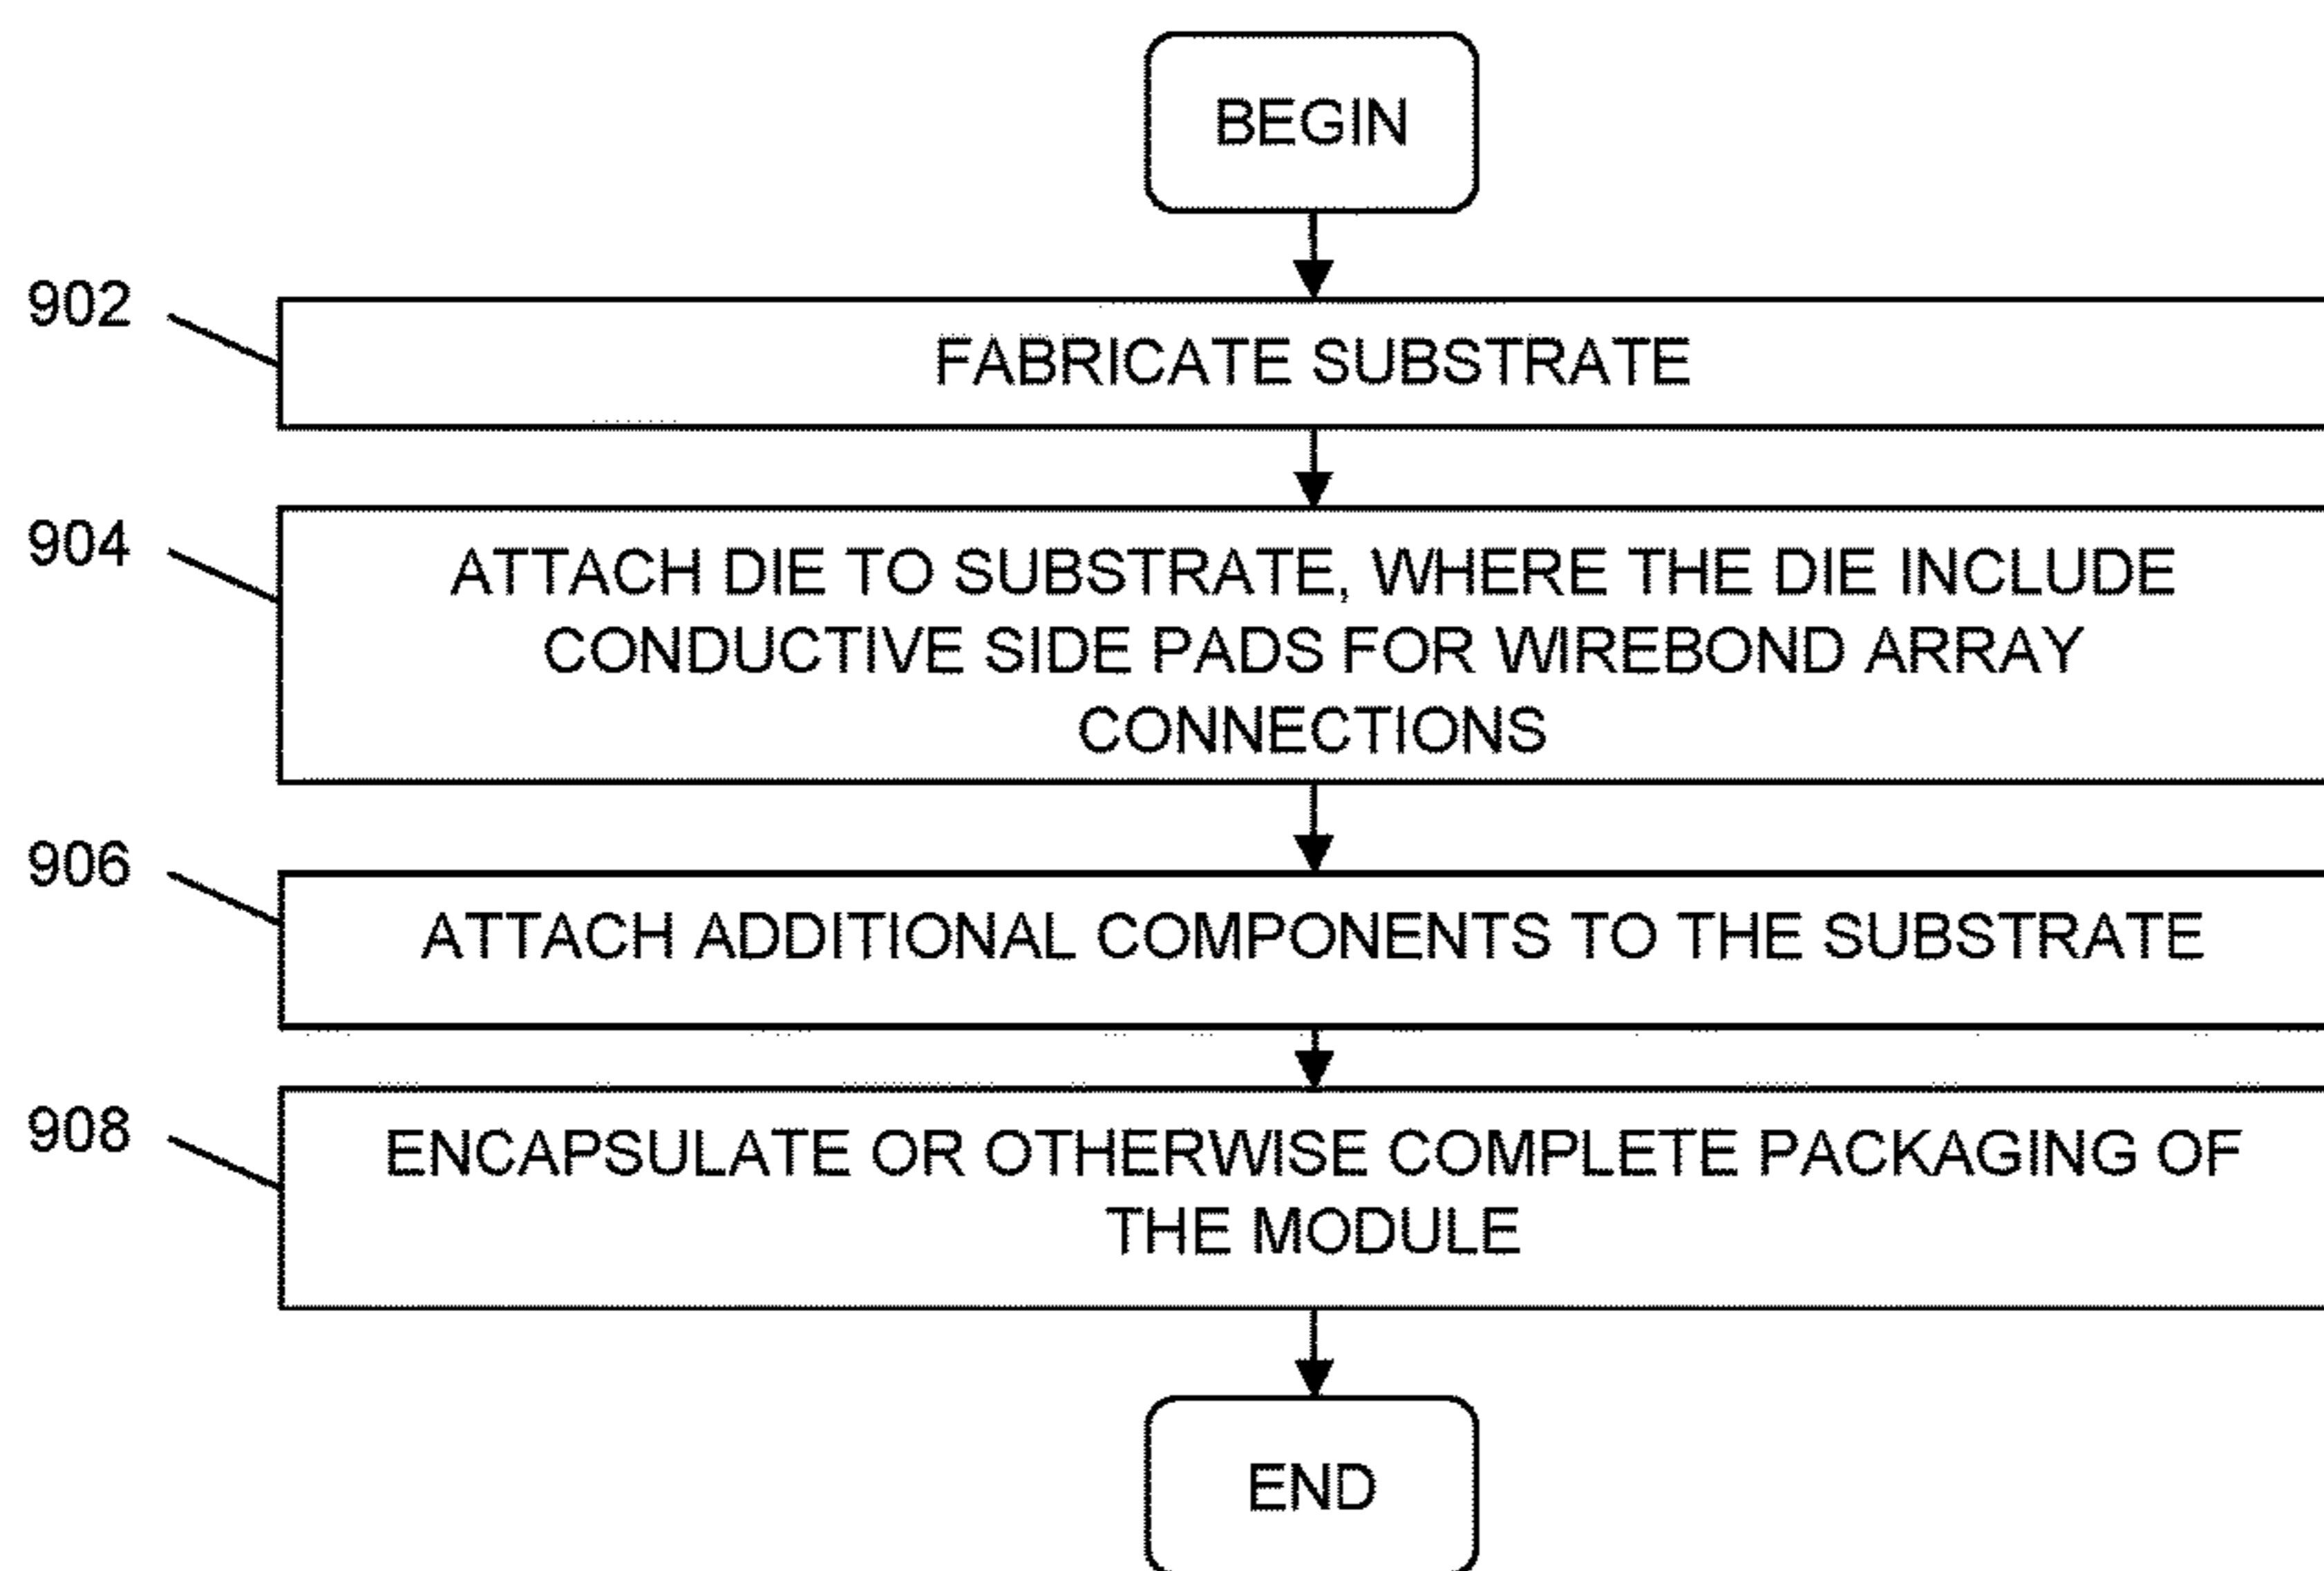 BEGIN
902
FABRICATE SUBSTRATE
904
ATTACH DIE TO SUBSTRATE, WHERE THE DIE INCLUDE
CONDUCTIVE SIDE PADS FOR WIREBOND ARRAY
CONNECTIONS
906
ATTACH ADDITIONAL COMPONENTS TO THE SUBSTRATE
908
ENCAPSULATE OR OTHERWISE COMPLETE PACKAGING OF
THE MODULE
END